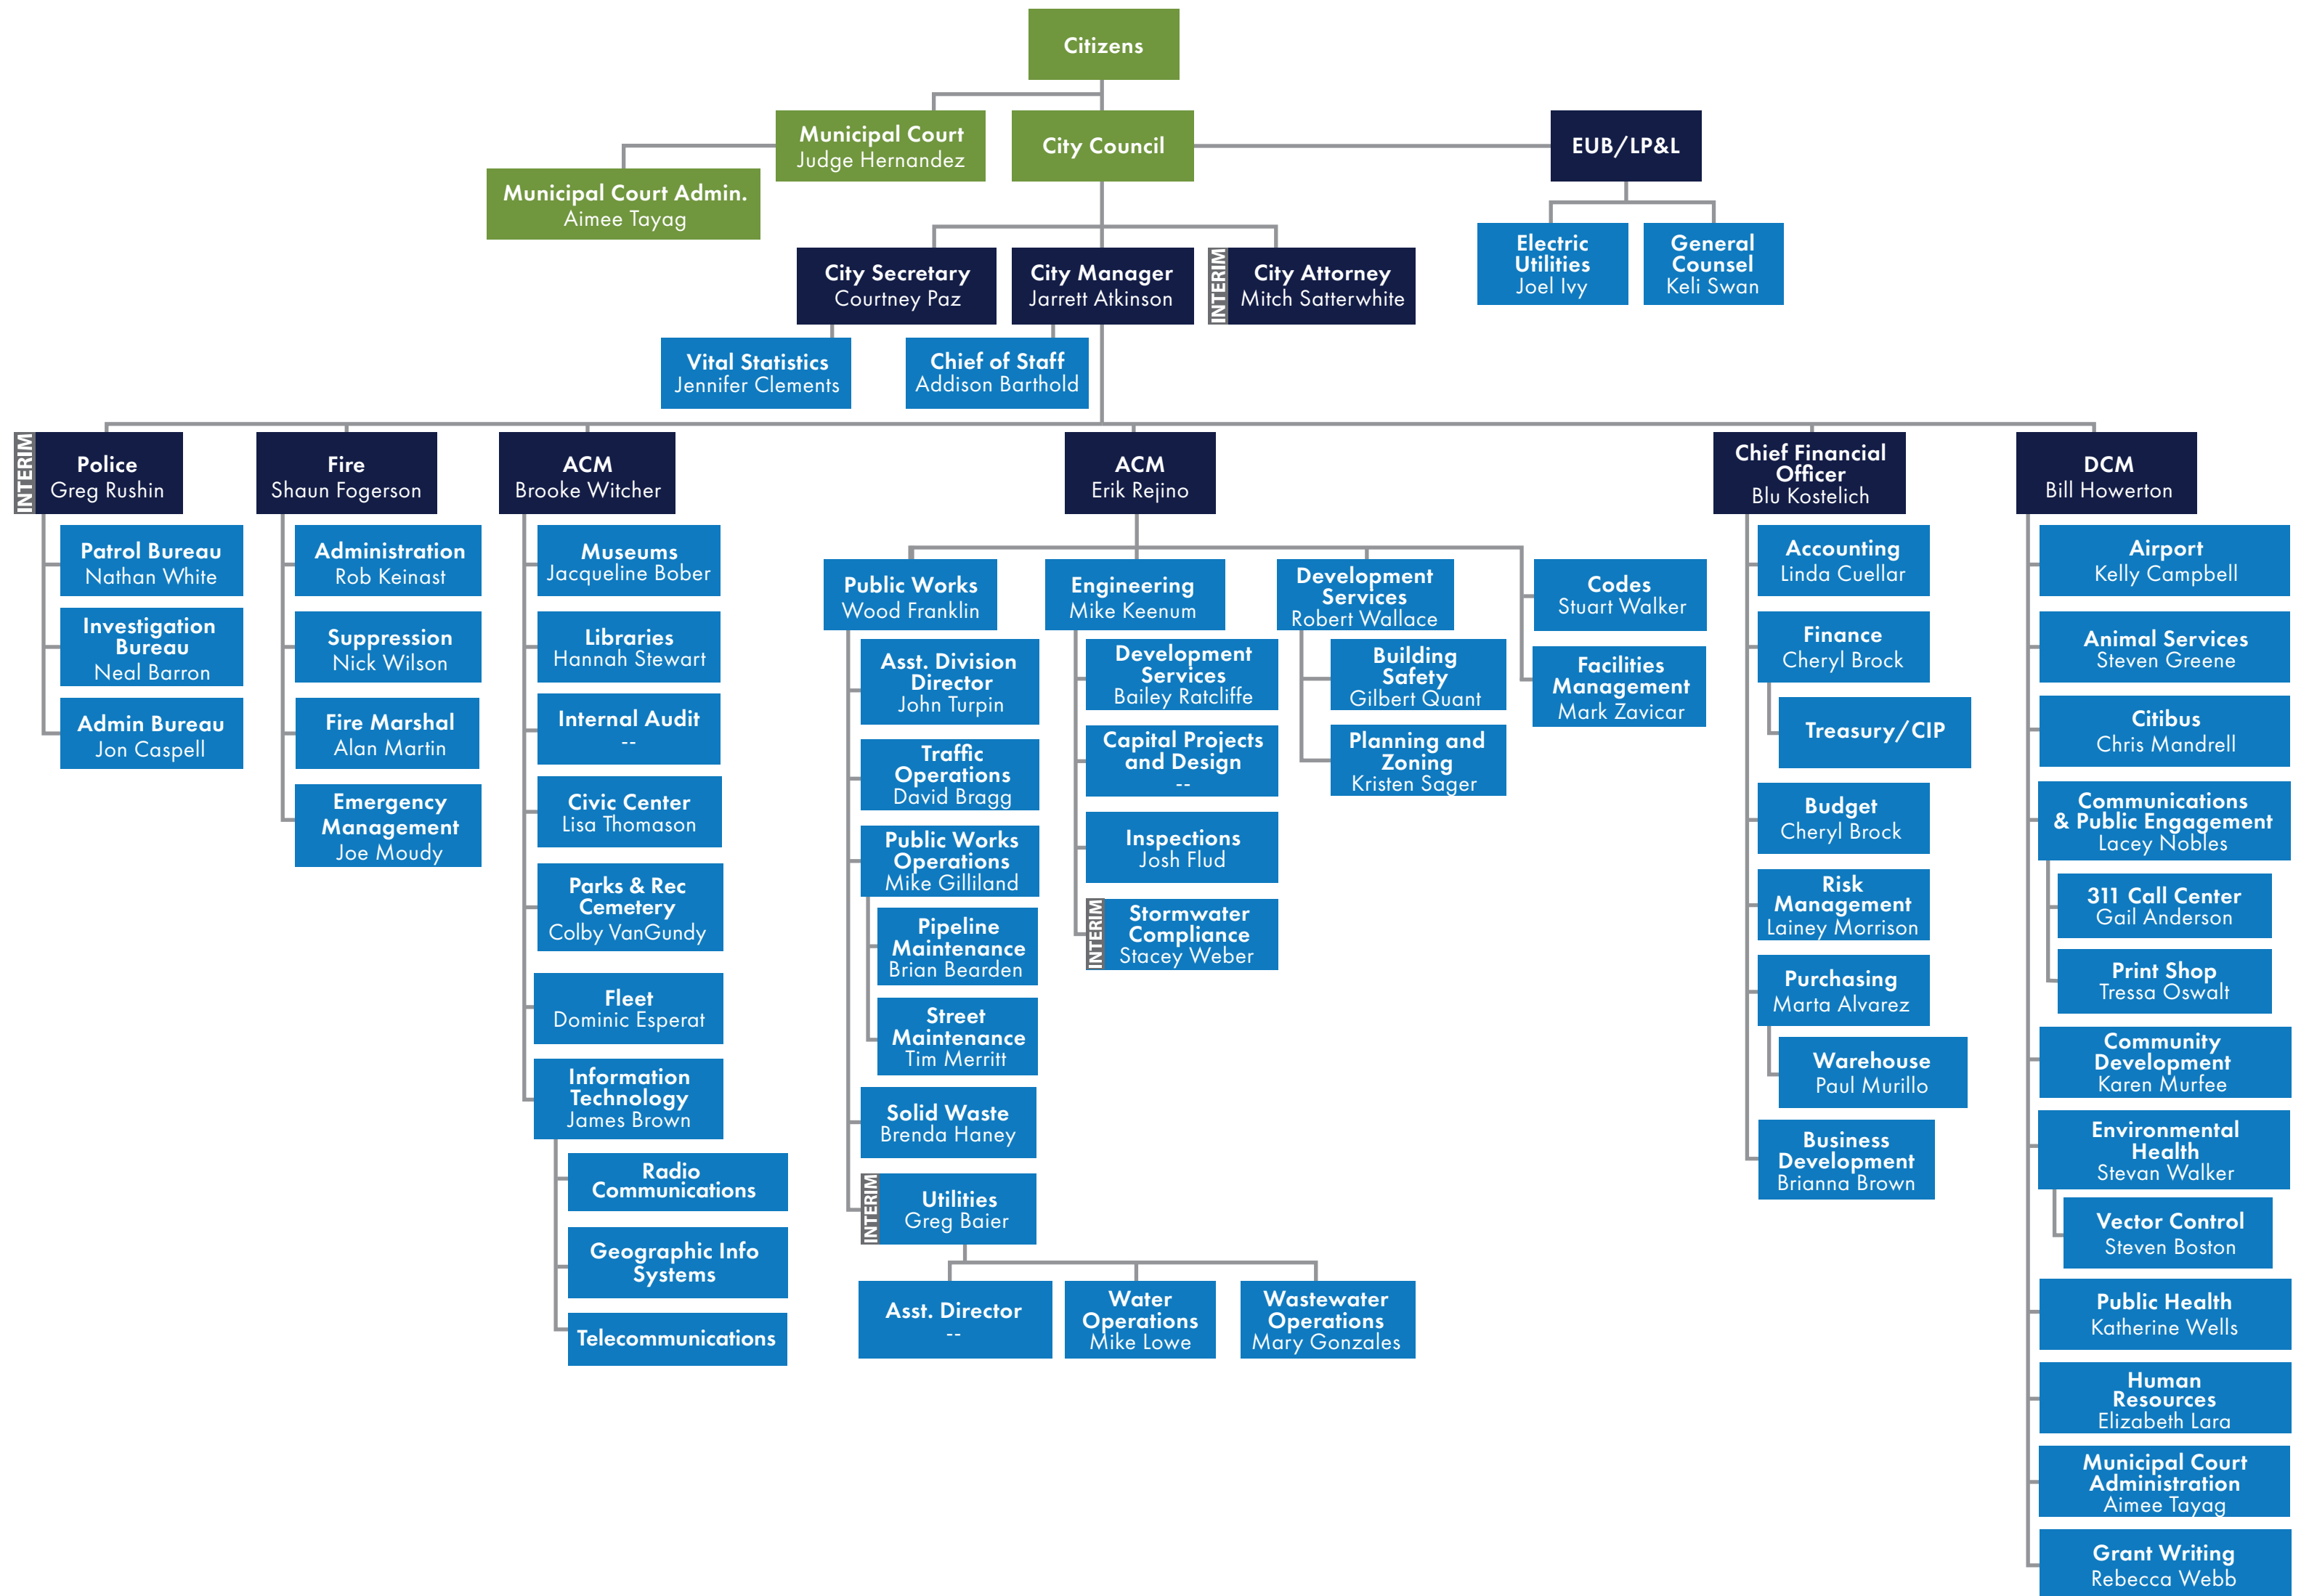 Citizens
Municipal Court
Judge Hernandez
City Council
EUB/LP&L
Municipal Court Admin.
Aimee Tayag
Electric
Utilities
Joel Ivy
General
Counsel
Keli Swan
City Secretary
Courtney Paz
City Manager
Jarrett Atkinson
INTERIM
City Attorney
Mitch Satterwhite
Vital Statistics
Jennifer Clements
Chief of Staff
Addison Barthold
INTERIM
Police
Greg Rushin
Patrol Bureau
Nathan White
Investigation
Bureau
Neal Barron
Admin Bureau
Jon Caspell
Fire
Shaun Fogerson
Administration
Rob Keinast
Suppression
Nick Wilson
Fire Marshal
Alan Martin
Emergency
Management
Joe Moudy
ACM
Brooke Witcher
Museums
Jacqueline Bober
Libraries
Hannah Stewart
Internal Audit
--
Civic Center
Lisa Thomason
Parks & Rec
Cemetery
Colby VanGundy
Fleet
Dominic Esperat
Information
Technology
James Brown
Radio
Communications
Geographic Info
Systems
Telecommunications
ACM
Erik Rejino
Public Works
Wood Franklin
Asst. Division
Director
John Turpin
Traffic
Operations
David Bragg
Public Works
Operations
Mike Gilliland
Pipeline
Maintenance
Brian Bearden
Street
Maintenance
Tim Merritt
Solid Waste
Brenda Haney
INTERIM
Utilities
Greg Baier
Asst. Director
--
Water
Operations
Mike Lowe
Wastewater
Operations
Mary Gonzales
Engineering
Mike Keenum
Development
Services
Bailey Ratcliffe
Capital Projects
and Design
--
Inspections
Josh Flud
INTERIM
Stormwater
Compliance
Stacey Weber
Development
Services
Robert Wallace
Building
Safety
Gilbert Quant
Planning and
Zoning
Kristen Sager
Codes
Stuart Walker
Facilities
Management
Mark Zavicar
Chief Financial
Officer
Blu Kostelich
Accounting
Linda Cuellar
Finance
Cheryl Brock
Treasury/CIP
Budget
Cheryl Brock
Risk
Management
Lainey Morrison
Purchasing
Marta Alvarez
Warehouse
Paul Murillo
Business
Development
Brianna Brown
DCM
Bill Howerton
Airport
Kelly Campbell
Animal Services
Steven Greene
Citibus
Chris Mandrell
Communications
& Public Engagement
Lacey Nobles
311 Call Center
Gail Anderson
Print Shop
Tressa Oswalt
Community
Development
Karen Murfee
Environmental
Health
Stevan Walker
Vector Control
Steven Boston
Public Health
Katherine Wells
Human
Resources
Elizabeth Lara
Municipal Court
Administration
Aimee Tayag
Grant Writing
Rebecca Webb